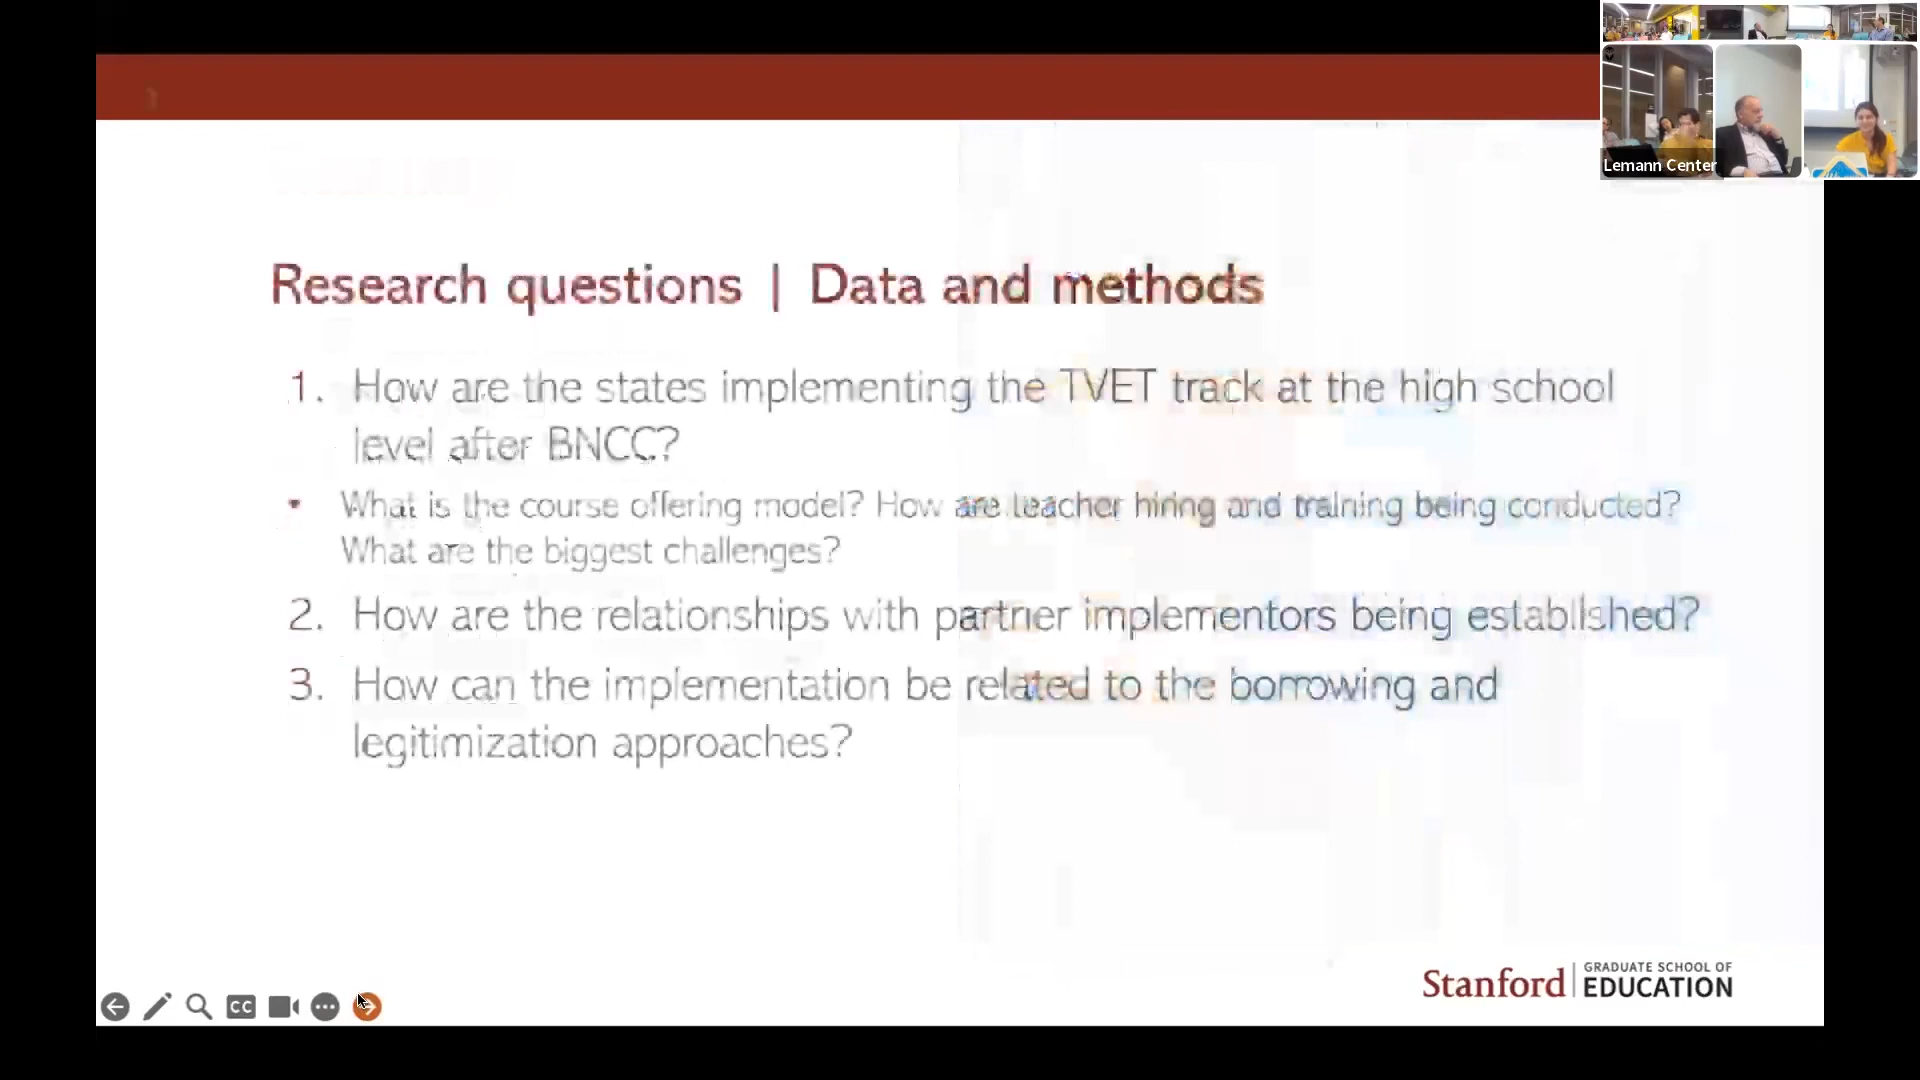 Lemann Center
Research questions | Data and methods
1. How are the states implementing the TVET track at the high school
level after BNCC?
• What is the course offering model? How are teacher hiring and training being conducted?
What are the biggest challenges?
2. How are the relationships with partner implementors being established?
3. How can the implementation be related to the borrowing and
legitimization approaches?
CC
Stanford | GRADUATE SCHOOL OF
EDUCATION